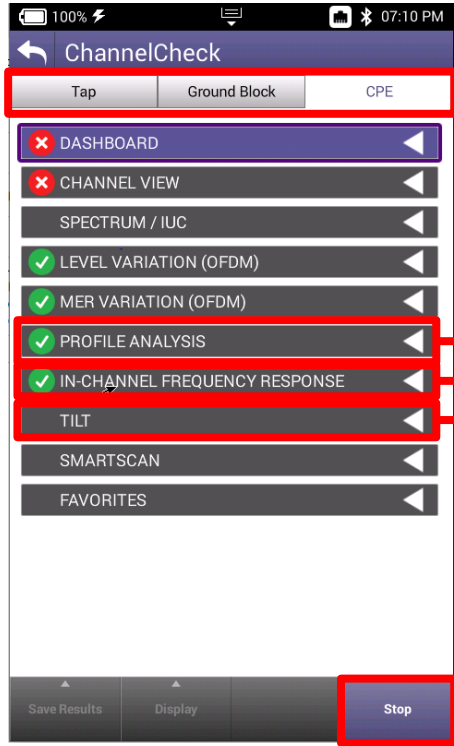 100% 07:10 PM
ChannelCheck
Tap Ground Block CPE
DASHBOARD
CHANNEL VIEW
SPECTRUM / IUC
LEVEL VARIATION (OFDM)
MER VARIATION (OFDM)
PROFILE ANALYSIS
IN-CHANNEL FREQUENCY RESPONSE
TILT
SMARTSCAN
FAVORITES
Save Results Display Stop